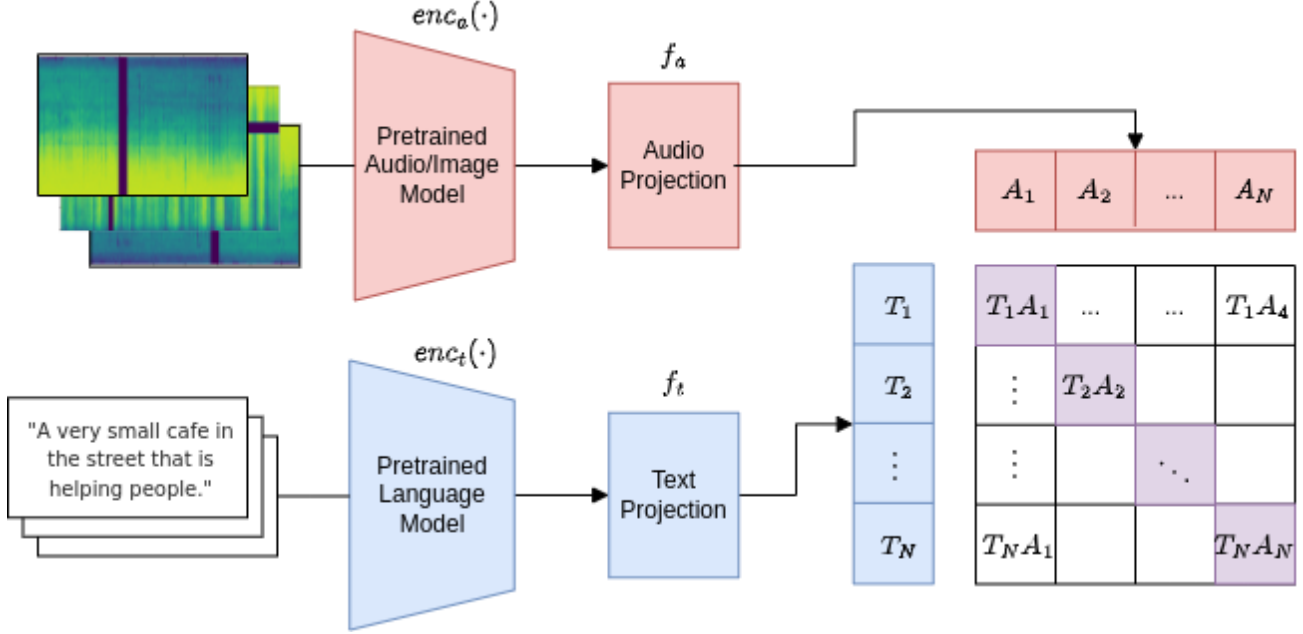 enc_a(·)
f_a
Pretrained
Audio/Image
Model
Audio
Projection
A_1 A_2 ... A_N
enc_t(·)
f_t
"A very small cafe in
the street that is
helping people."
Pretrained
Language
Model
Text
Projection
T_1
T_2
⋮
T_N
T_1A_1 ... ... T_1A_4
⋮ T_2A_2
⋮ ⋱
T_NA_1 T_NA_N